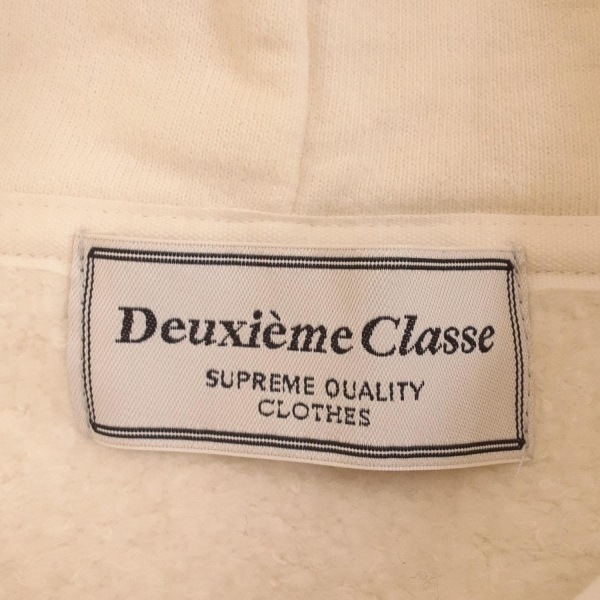 Deuxième Classe
SUPREME QUALITY
CLOTHES